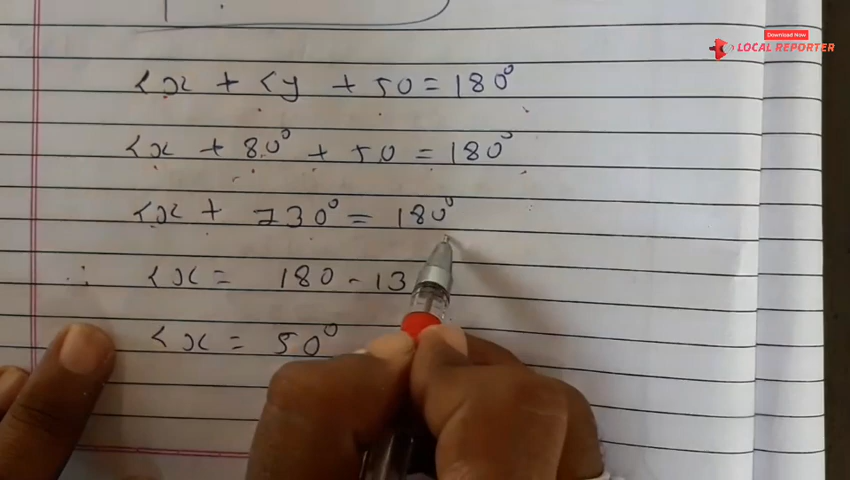 Download Now
LOCAL REPORTER
<x + <y + 50 = 180°
<x + 80° + 50 = 180°
<x + 130° = 180°
∴ <x = 180 - 13
<x = 50°